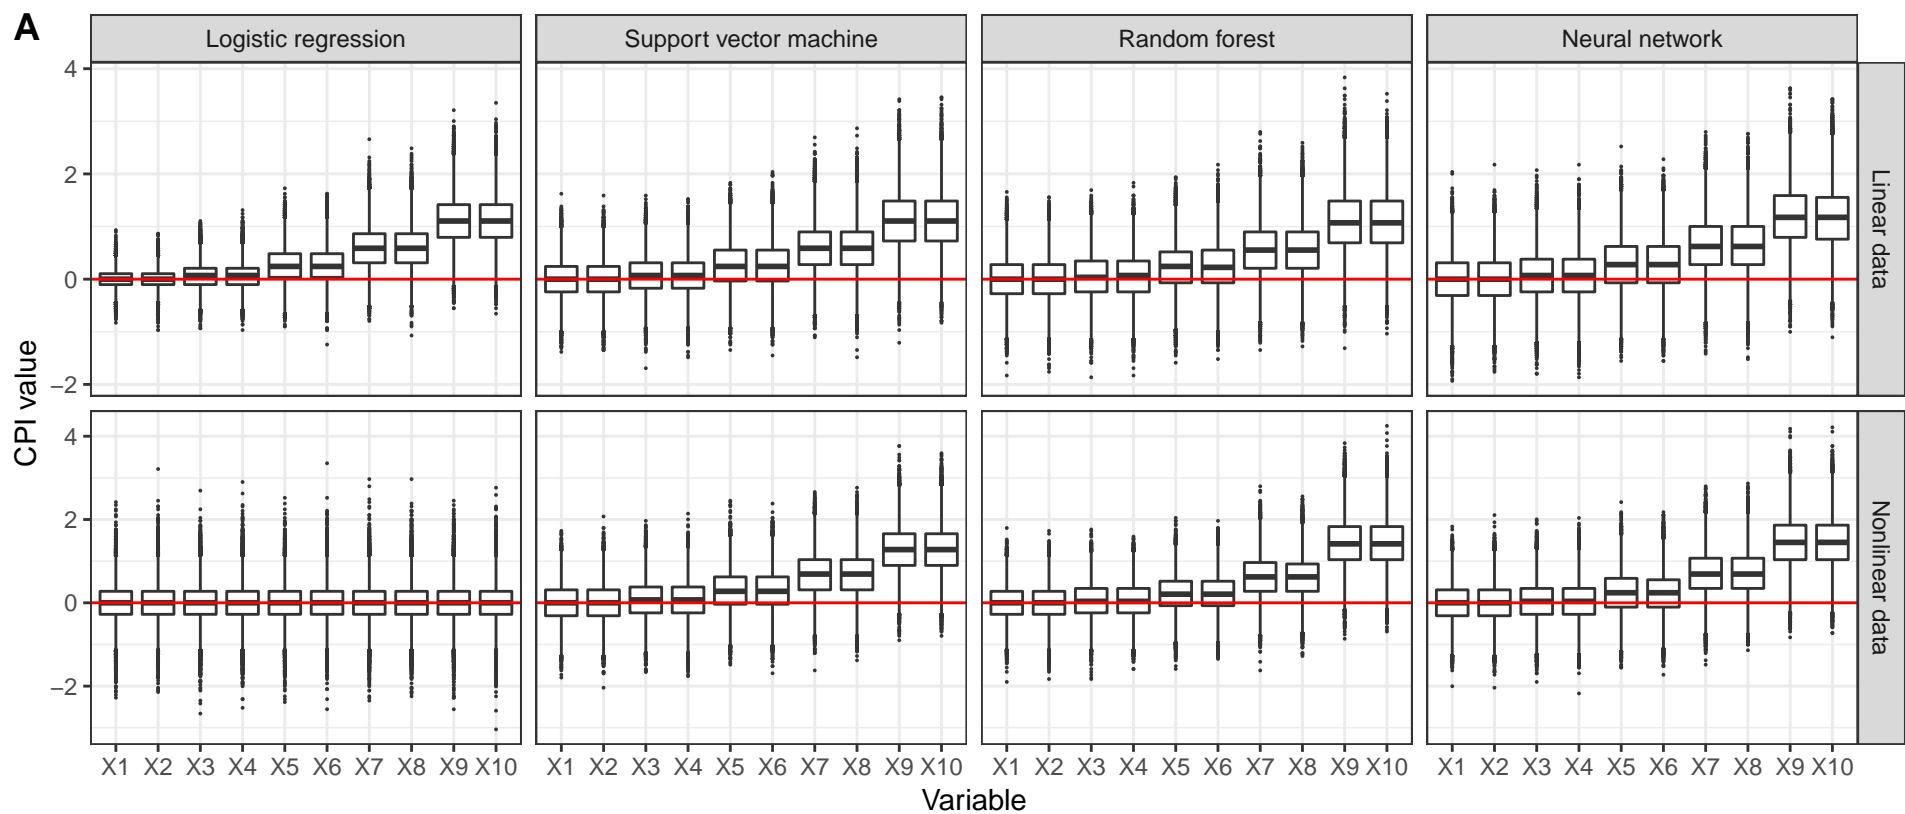 A
Logistic regression
Support vector machine
Random forest
Neural network
4
2
0
−2
Linear data
CPI value
4
2
0
−2
Nonlinear data
X1 X2 X3 X4 X5 X6 X7 X8 X9 X10
X1 X2 X3 X4 X5 X6 X7 X8 X9 X10
X1 X2 X3 X4 X5 X6 X7 X8 X9 X10
X1 X2 X3 X4 X5 X6 X7 X8 X9 X10
Variable